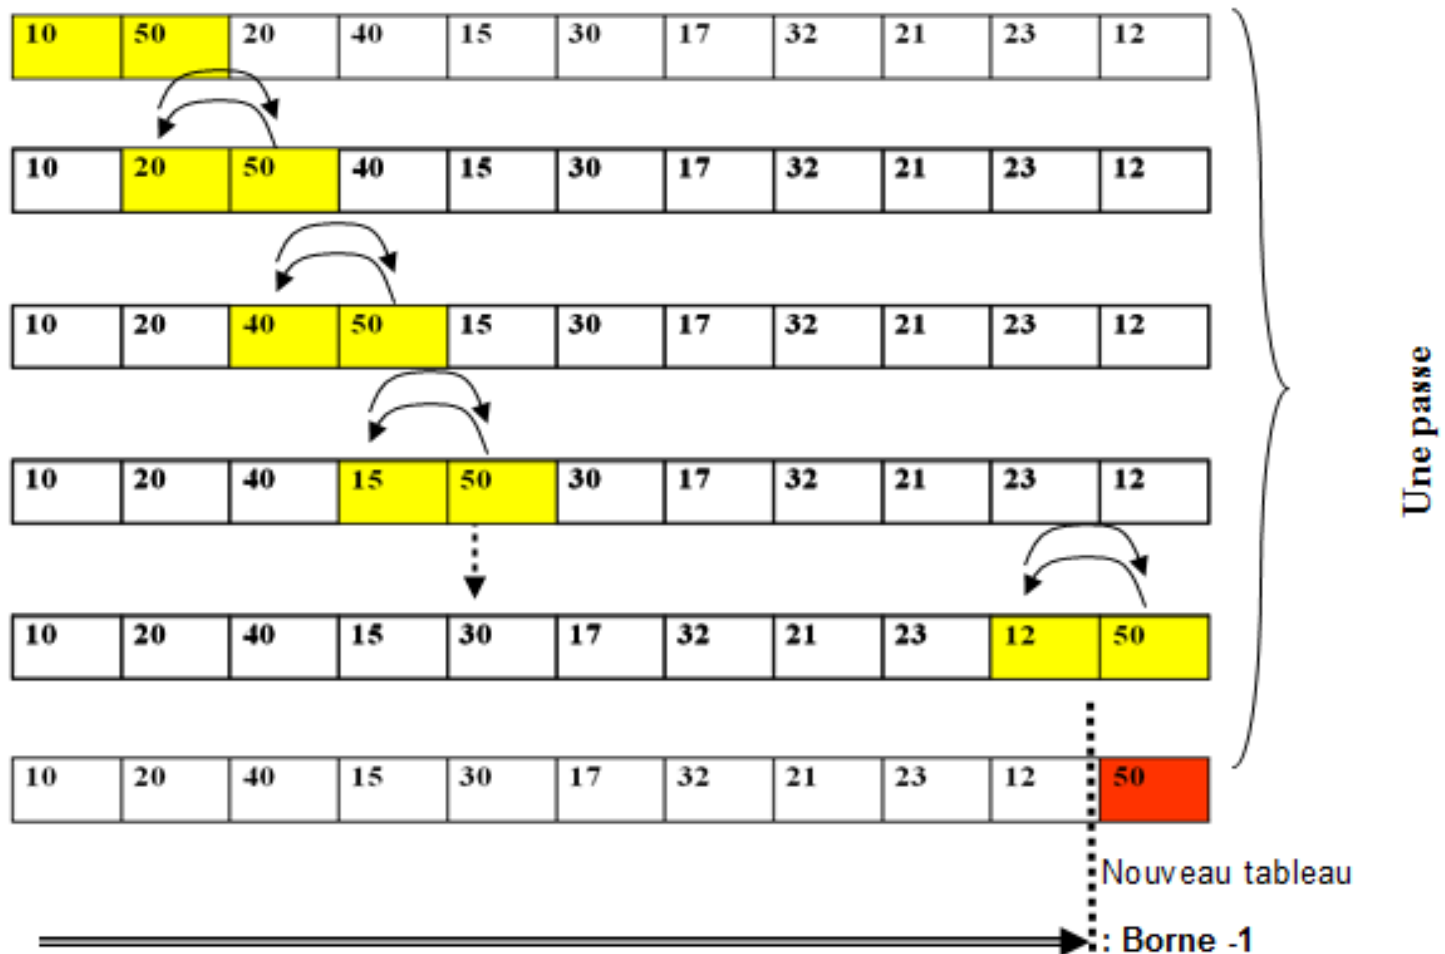 10 50 20 40 15 30 17 32 21 23 12
10 20 50 40 15 30 17 32 21 23 12
10 20 40 50 15 30 17 32 21 23 12
10 20 40 15 50 30 17 32 21 23 12
10 20 40 15 30 17 32 21 23 12 50
10 20 40 15 30 17 32 21 23 12 50
Une passe
Nouveau tableau
: Borne -1